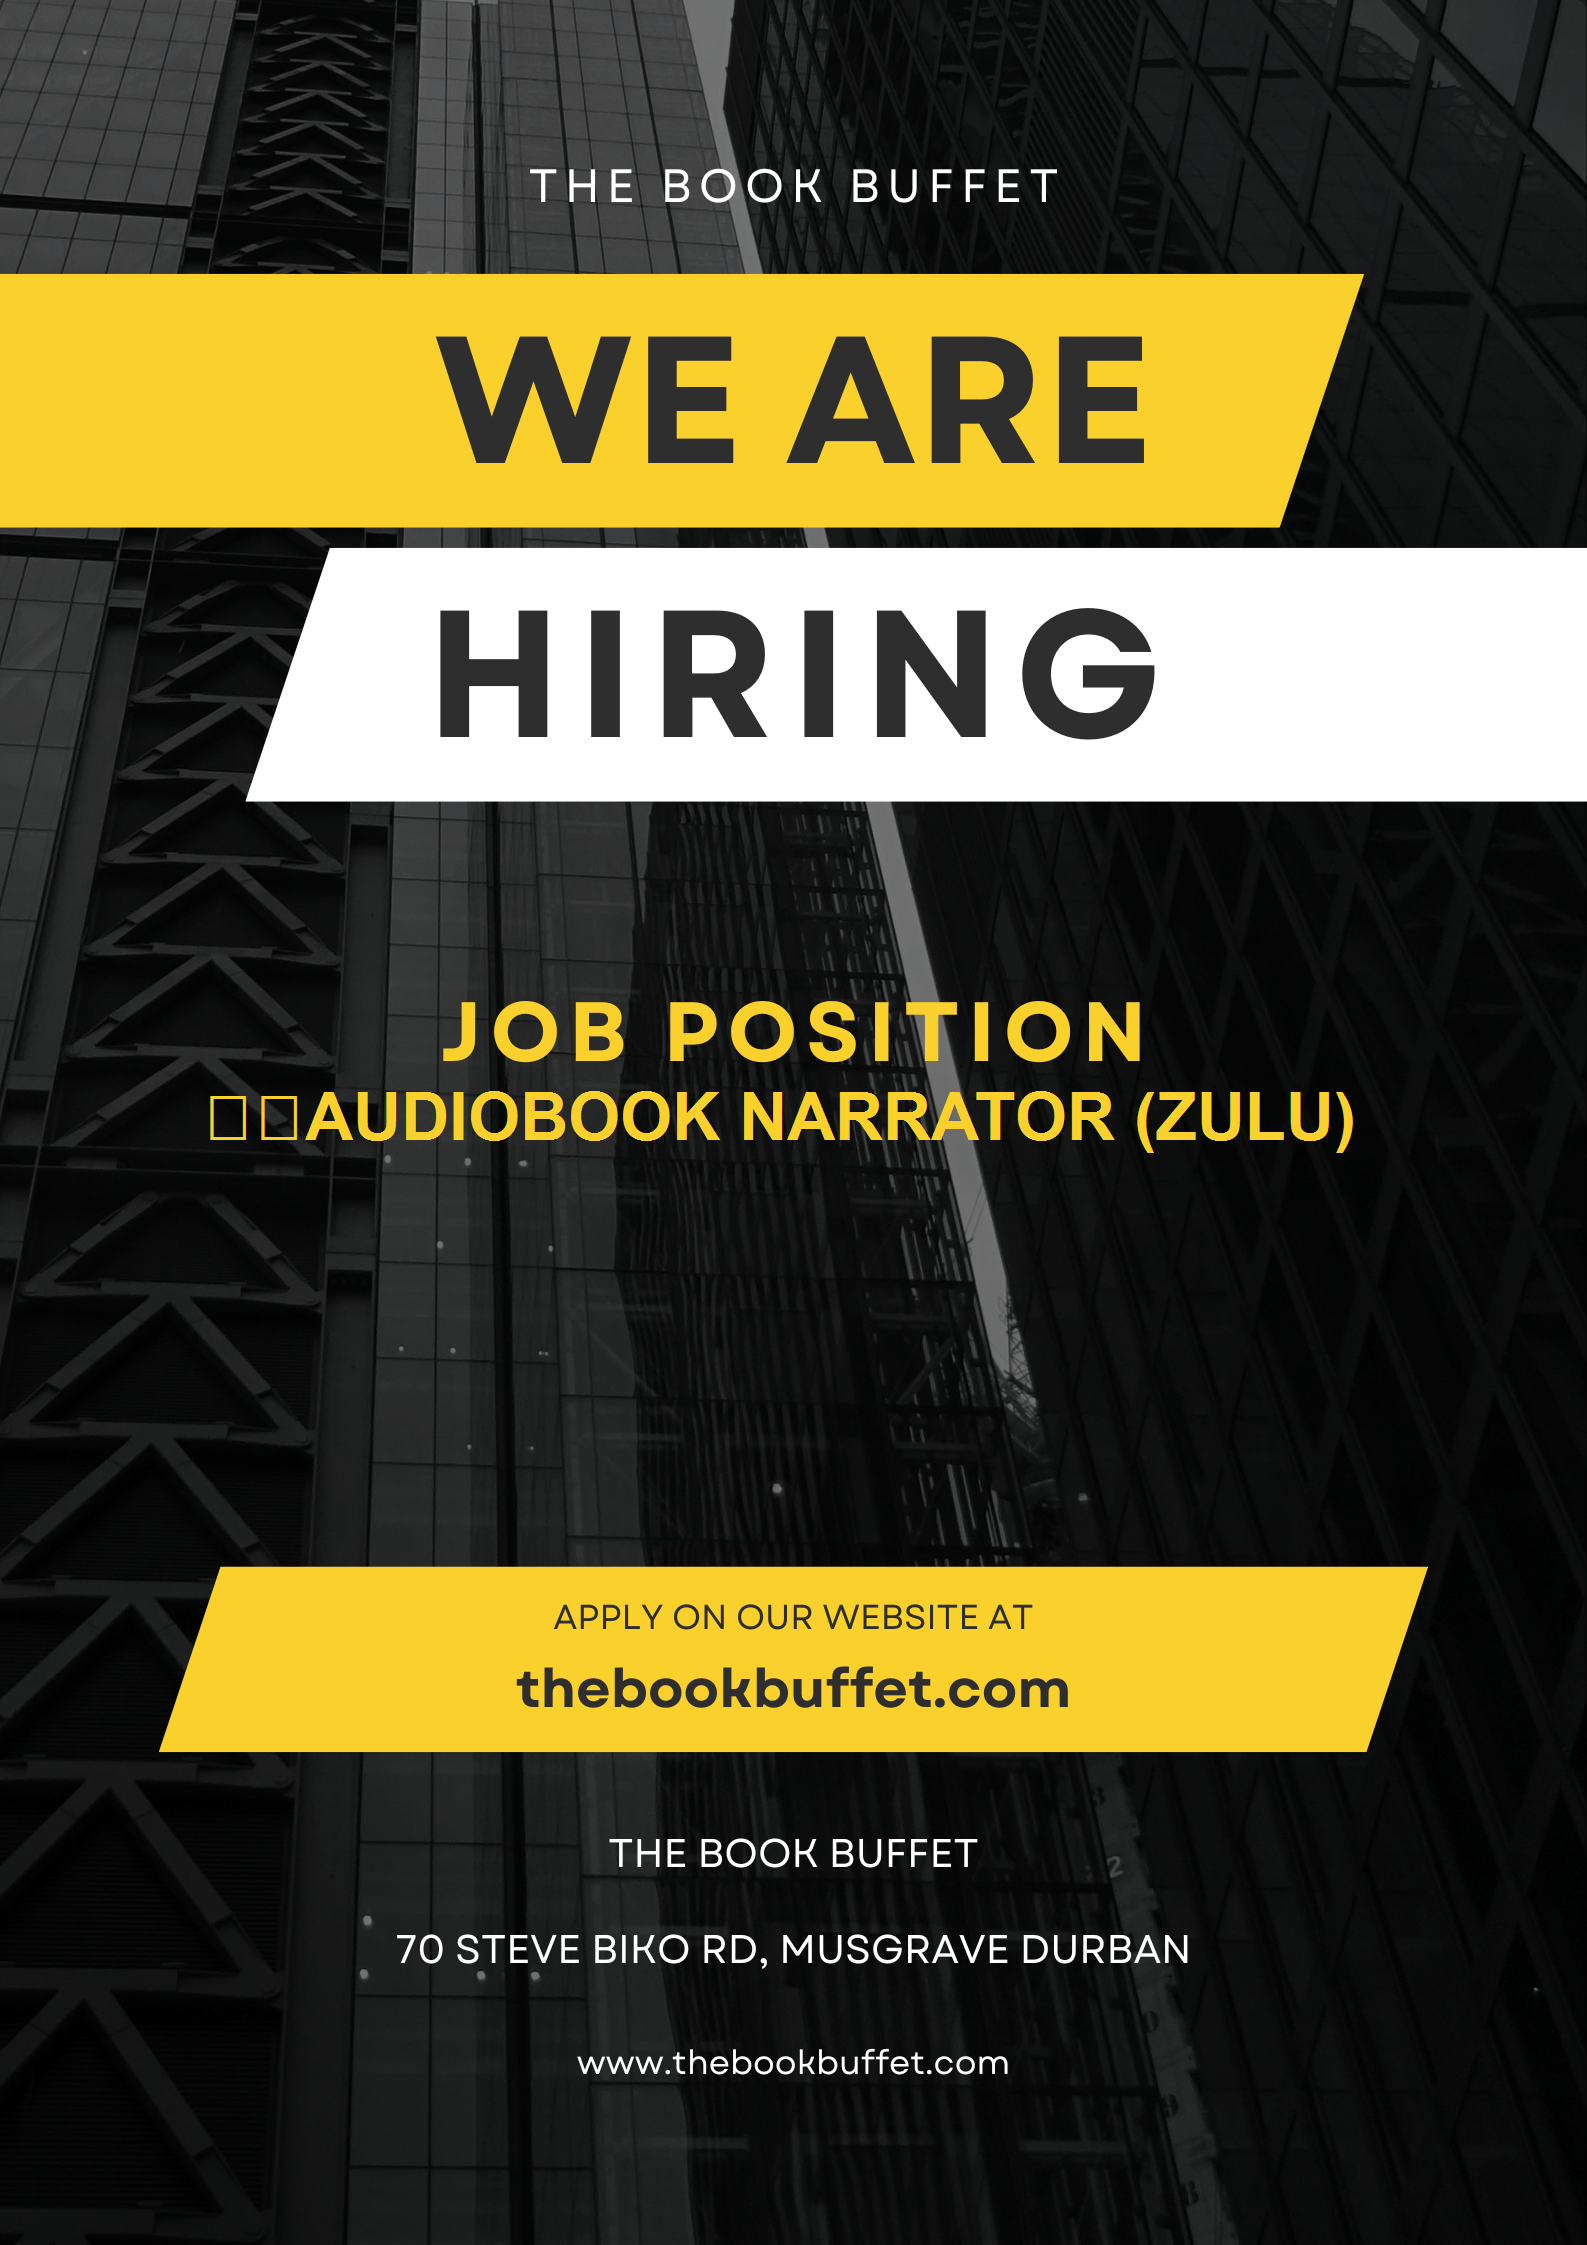 THE BOOK BUFFET
WE ARE
HIRING
JOB POSITION
AUDIOBOOK NARRATOR (ZULU)
APPLY ON OUR WEBSITE AT
thebookbuffet.com
THE BOOK BUFFET
70 STEVE BIKO RD, MUSGRAVE DURBAN
www.thebookbuffet.com